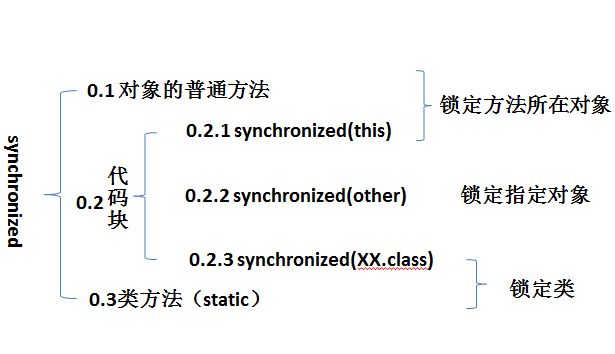 synchronized
0.1 对象的普通方法
0.2 代码块
0.2.1 synchronized(this)
锁定方法所在对象
0.2.2 synchronized(other)
锁定指定对象
0.2.3 synchronized(XX.class)
0.3类方法（static）
锁定类